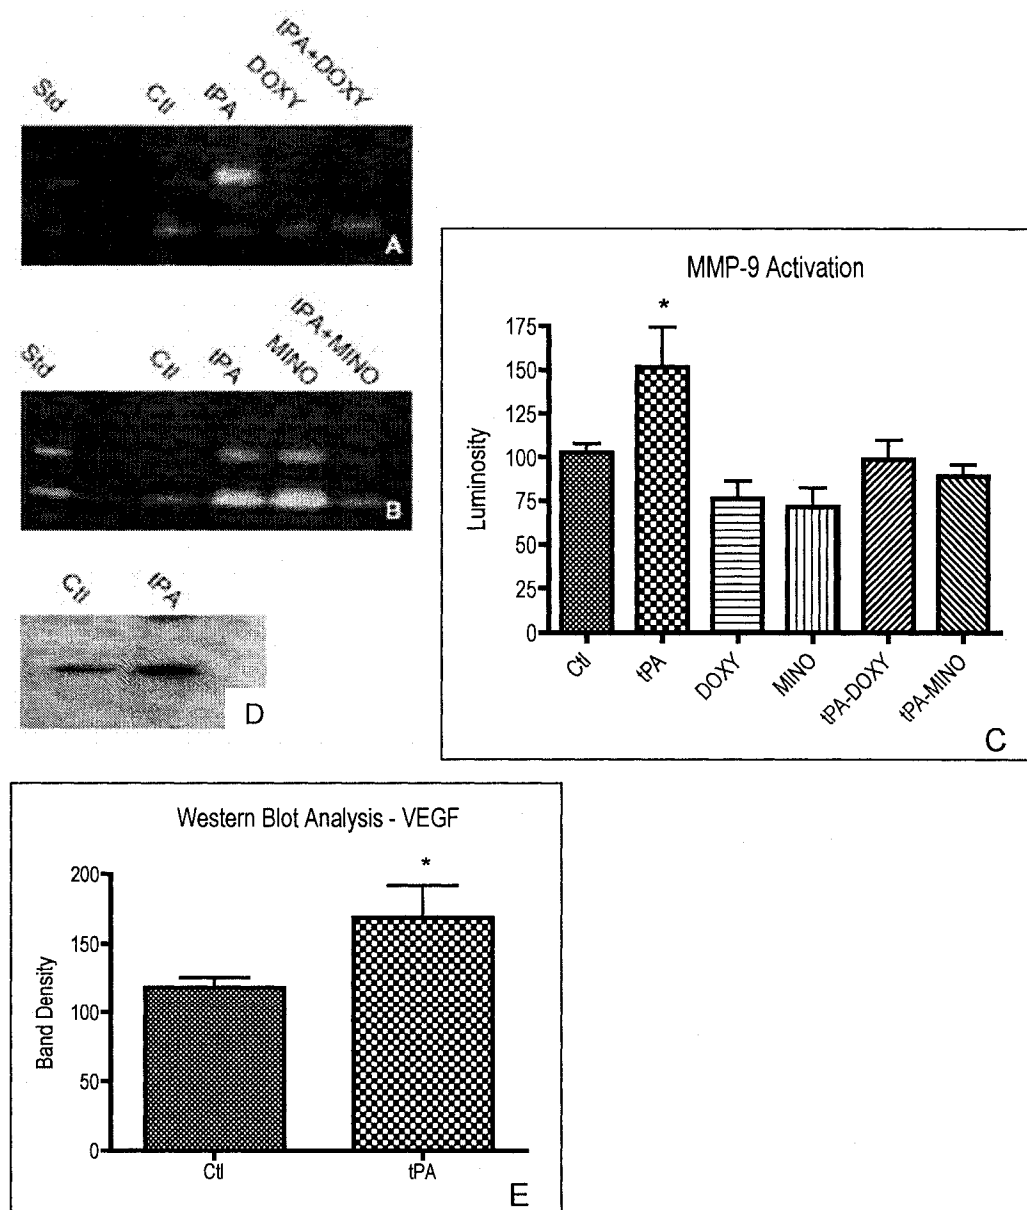 Std Ctl tPA DOXY tPA+DOXY
A
Std Ctl tPA MINO tPA+MINO
B
Ctl tPA
D
MMP-9 Activation
*
175
150
125
100
75
50
25
0
Luminosity
Ctl tPA DOXY MINO tPA-DOXY tPA-MINO
C
Western Blot Analysis - VEGF
*
200
150
100
50
0
Band Density
Ctl tPA
E